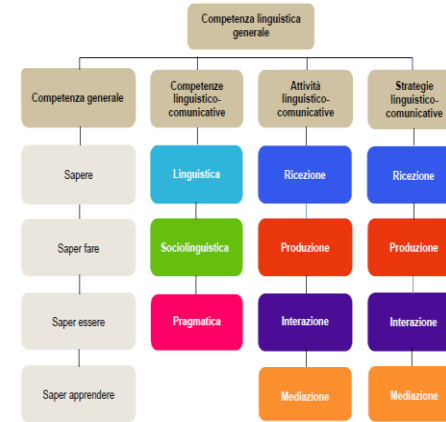 Competenza linguistica
generale
Competenza generale
Competenze
linguistico-
comunicative
Attività
linguistico-
comunicative
Strategie
linguistico-
comunicative
Sapere
Linguistica
Ricezione
Ricezione
Saper fare
Sociolinguistica
Produzione
Produzione
Saper essere
Pragmatica
Interazione
Interazione
Saper apprendere
Mediazione
Mediazione